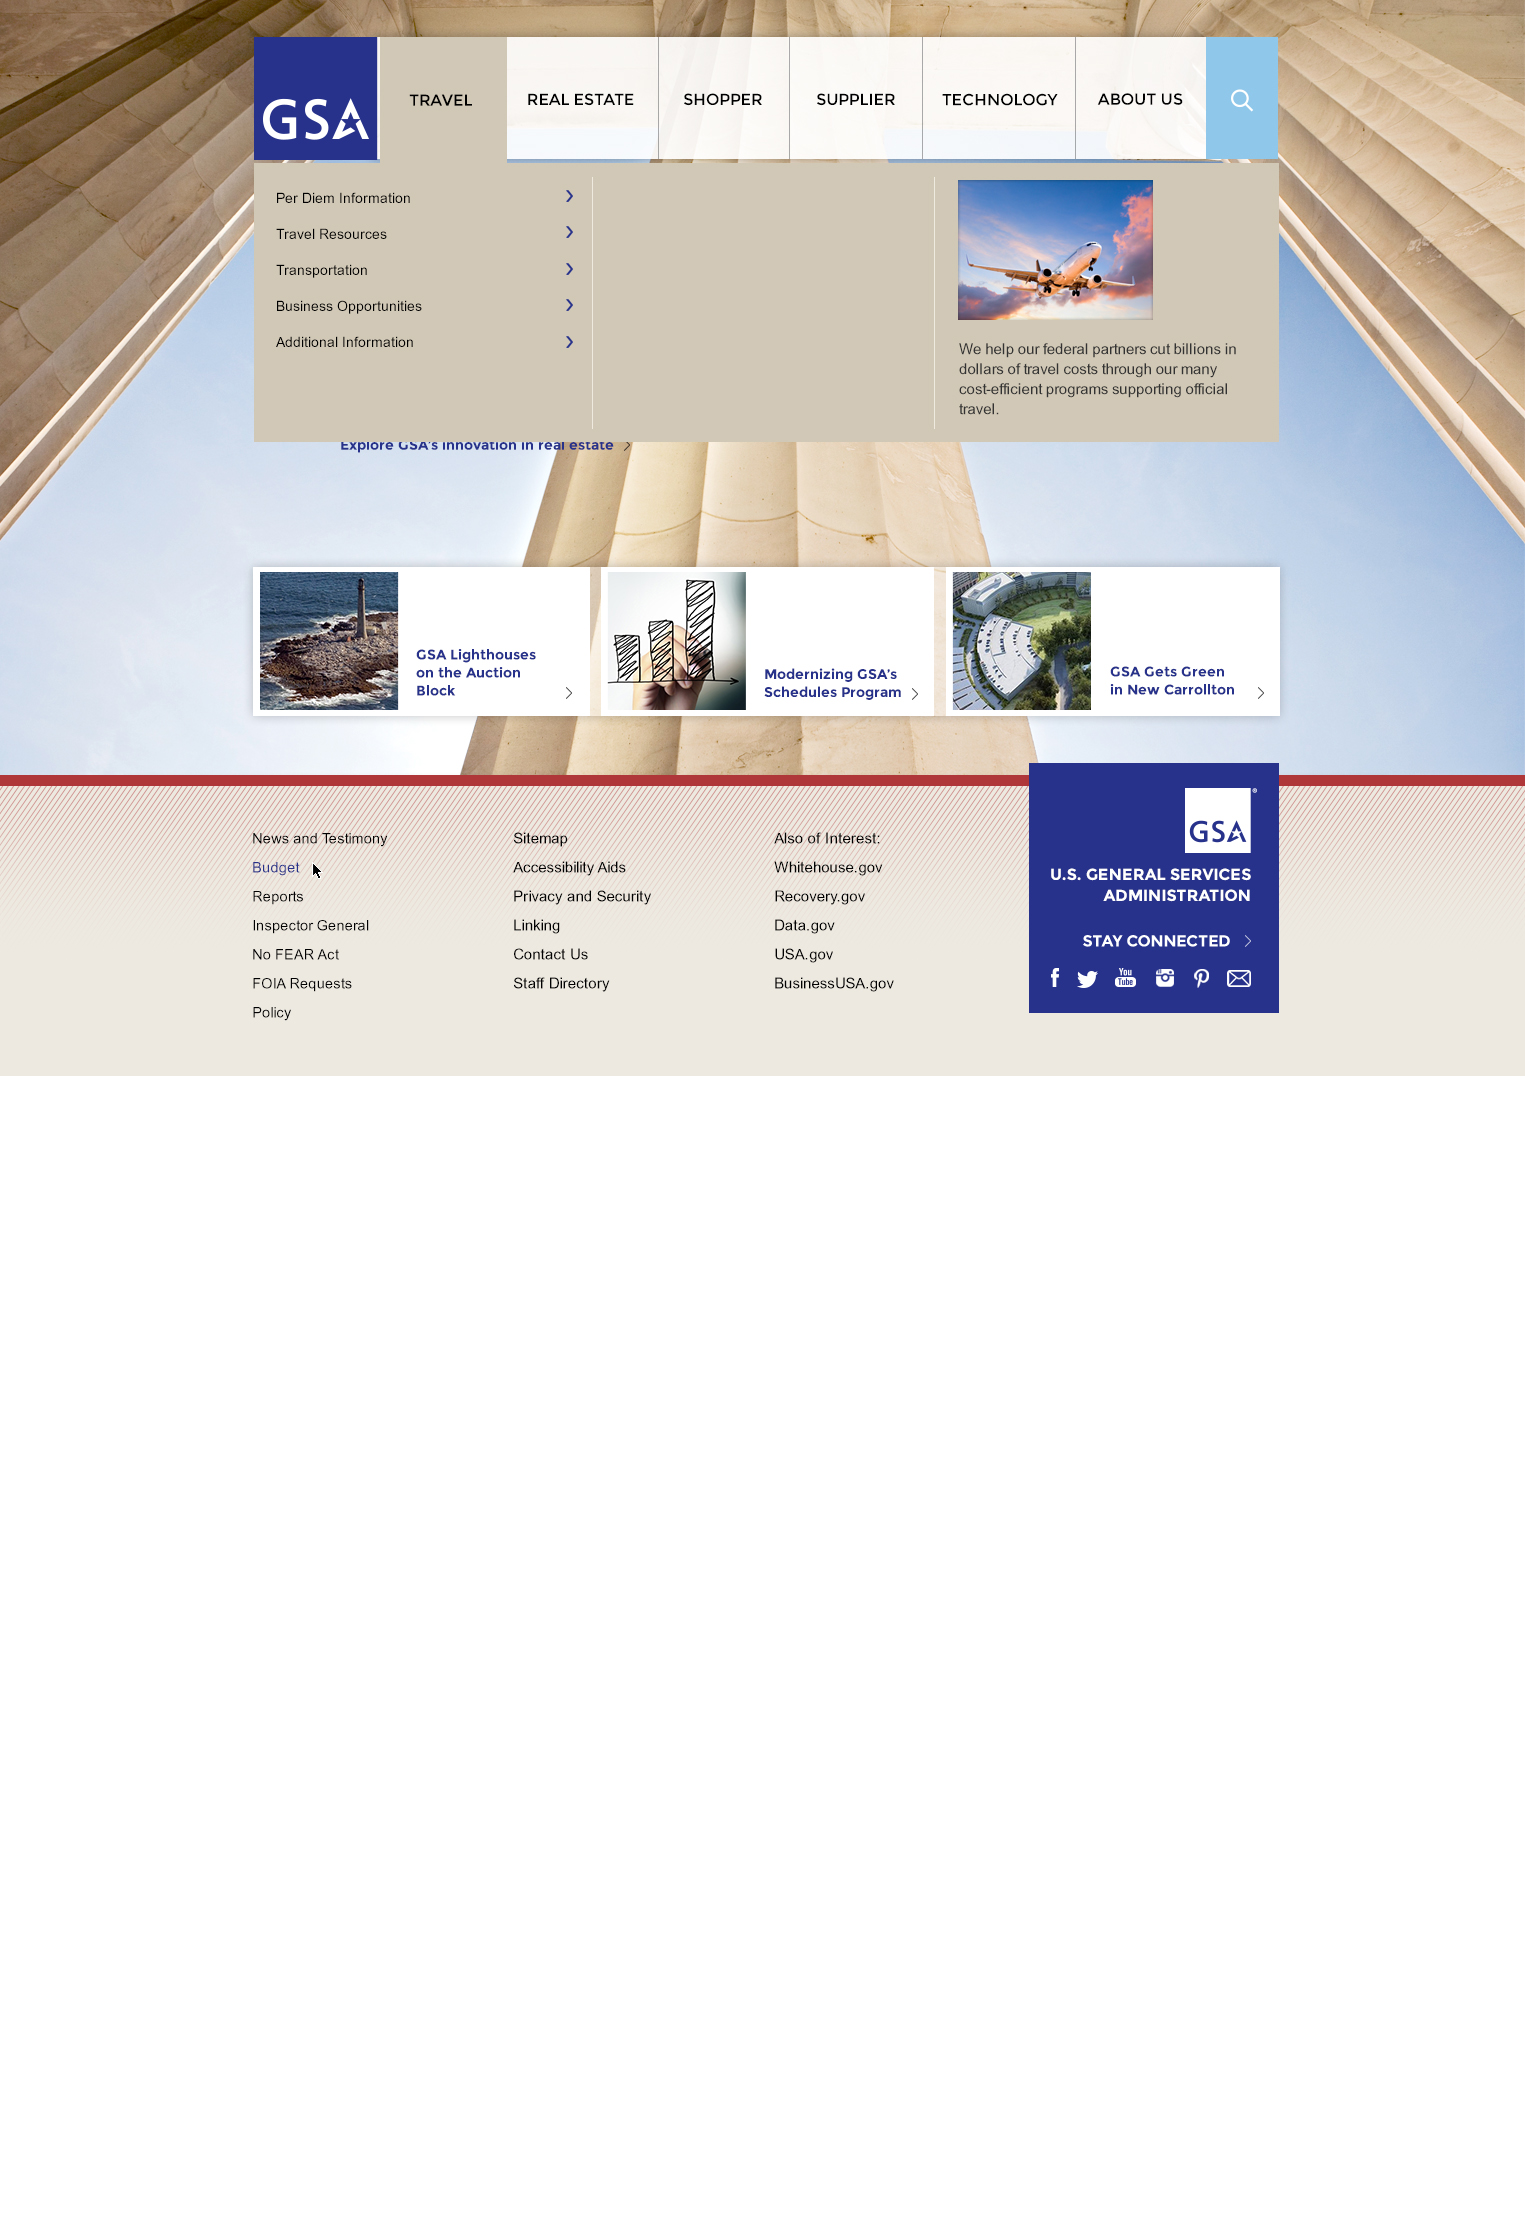 GSA
TRAVEL
REAL ESTATE
SHOPPER
SUPPLIER
TECHNOLOGY
ABOUT US
Per Diem Information
Travel Resources
Transportation
Business Opportunities
Additional Information
We help our federal partners cut billions in
dollars of travel costs through our many
cost-efficient programs supporting official
travel.
Explore GSA's innovation in real estate
GSA Lighthouses
on the Auction
Block
Modernizing GSA's
Schedules Program
GSA Gets Green
in New Carrollton
News and Testimony
Budget
Reports
Inspector General
No FEAR Act
FOIA Requests
Policy
Sitemap
Accessibility Aids
Privacy and Security
Linking
Contact Us
Staff Directory
Also of Interest:
Whitehouse.gov
Recovery.gov
Data.gov
USA.gov
BusinessUSA.gov
GSA®
U.S. GENERAL SERVICES
ADMINISTRATION
STAY CONNECTED
You
Tube